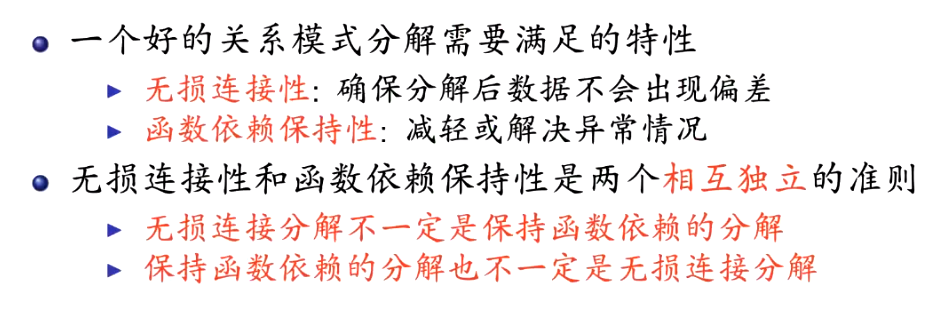 一个好的关系模式分解需要满足的特性
无损连接性: 确保分解后数据不会出现偏差
函数依赖保持性: 减轻或解决异常情况
无损连接性和函数依赖保持性是两个相互独立的准则
无损连接分解不一定是保持函数依赖的分解
保持函数依赖的分解也不一定是无损连接分解